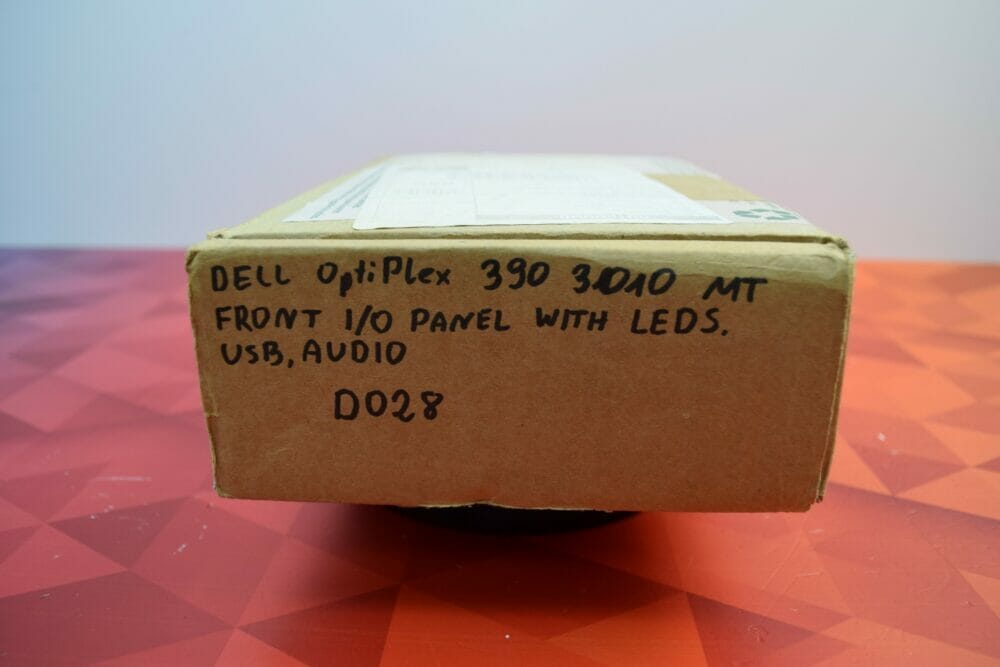 DELL OptiPlex 390 3010 MT
FRONT I/O PANEL WITH LEDS.
USB, AUDIO
D028